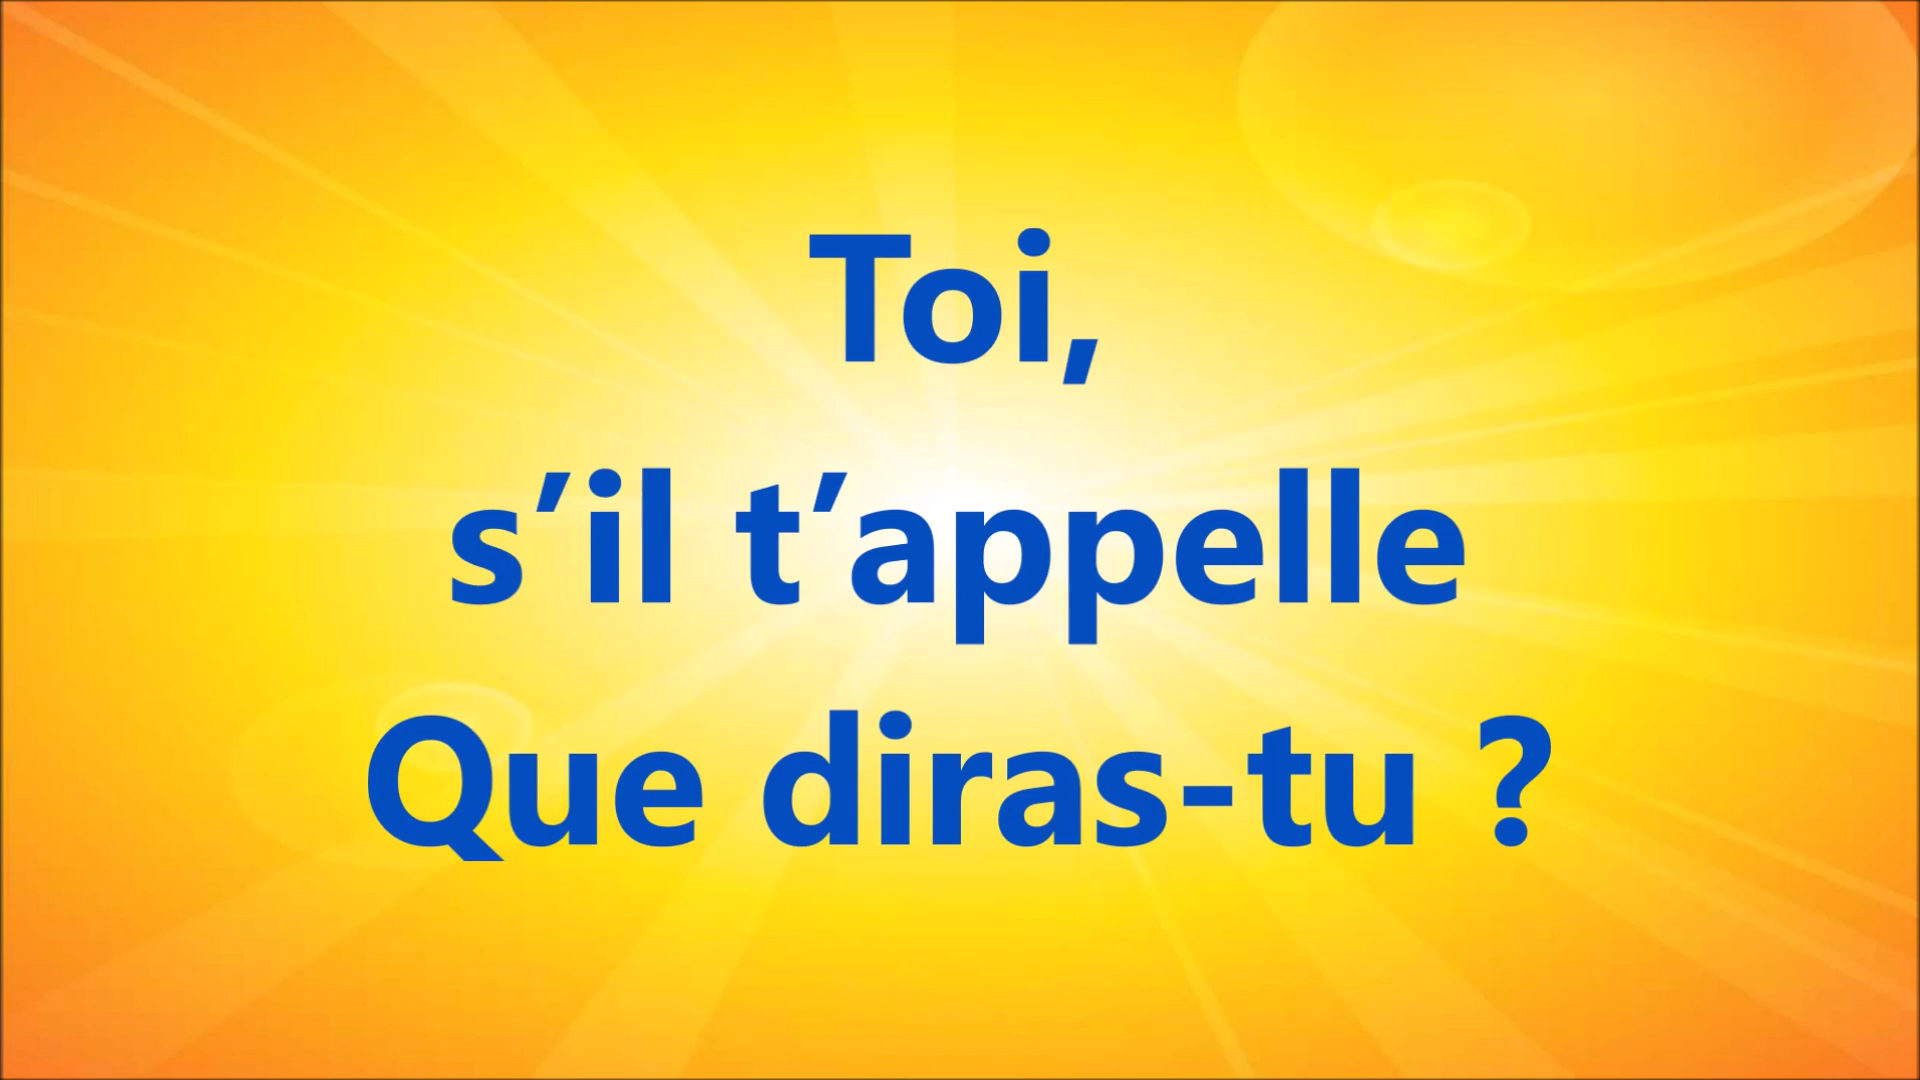 Toi,
s’il t’appelle
Que diras-tu ?